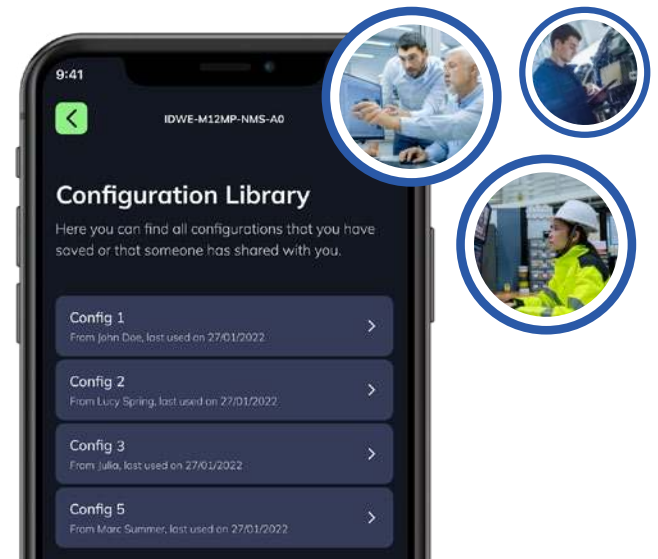 9:41
IDWE-M12MP-NMS-A0
Configuration Library
Here you can find all configurations that you have
saved or that someone has shared with you.
Config 1
From John Doe, last used on 27/01/2022
Config 2
From Lucy Spring, last used on 27/01/2022
Config 3
From Julia, last used on 27/01/2022
Config 5
From Marc Summer, last used on 27/01/2022